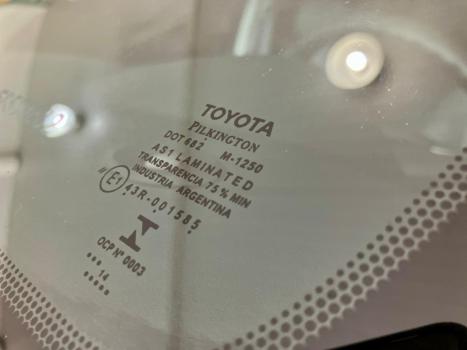 TOYOTA
PILKINGTON
DOT 682 M-1250
AS1 LAMINATED
TRANSPARENCIA 75% MIN
INDUSTRIA ARGENTINA
E1 43R-001585
OCP Nº 0003
14